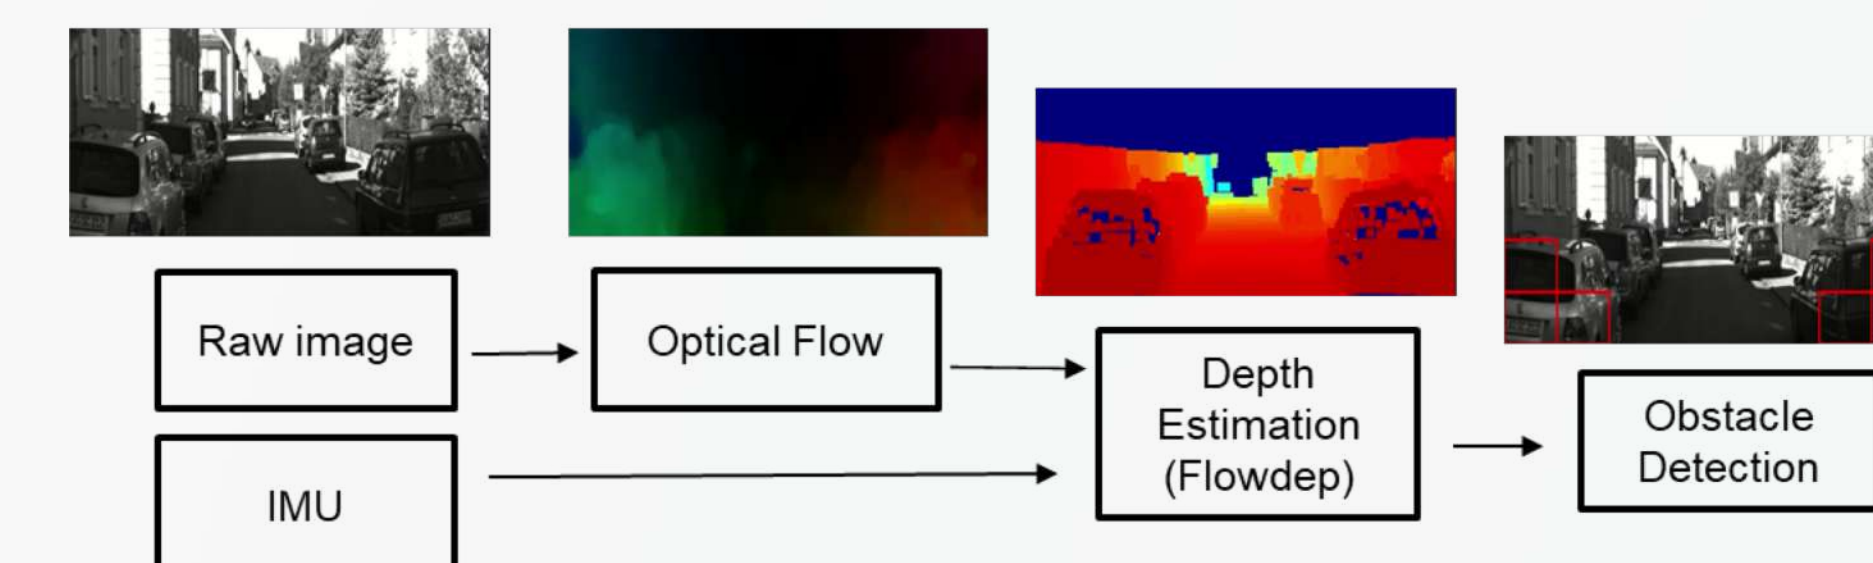 Raw image
Optical Flow
Depth
Estimation
(Flowdep)
Obstacle
Detection
IMU